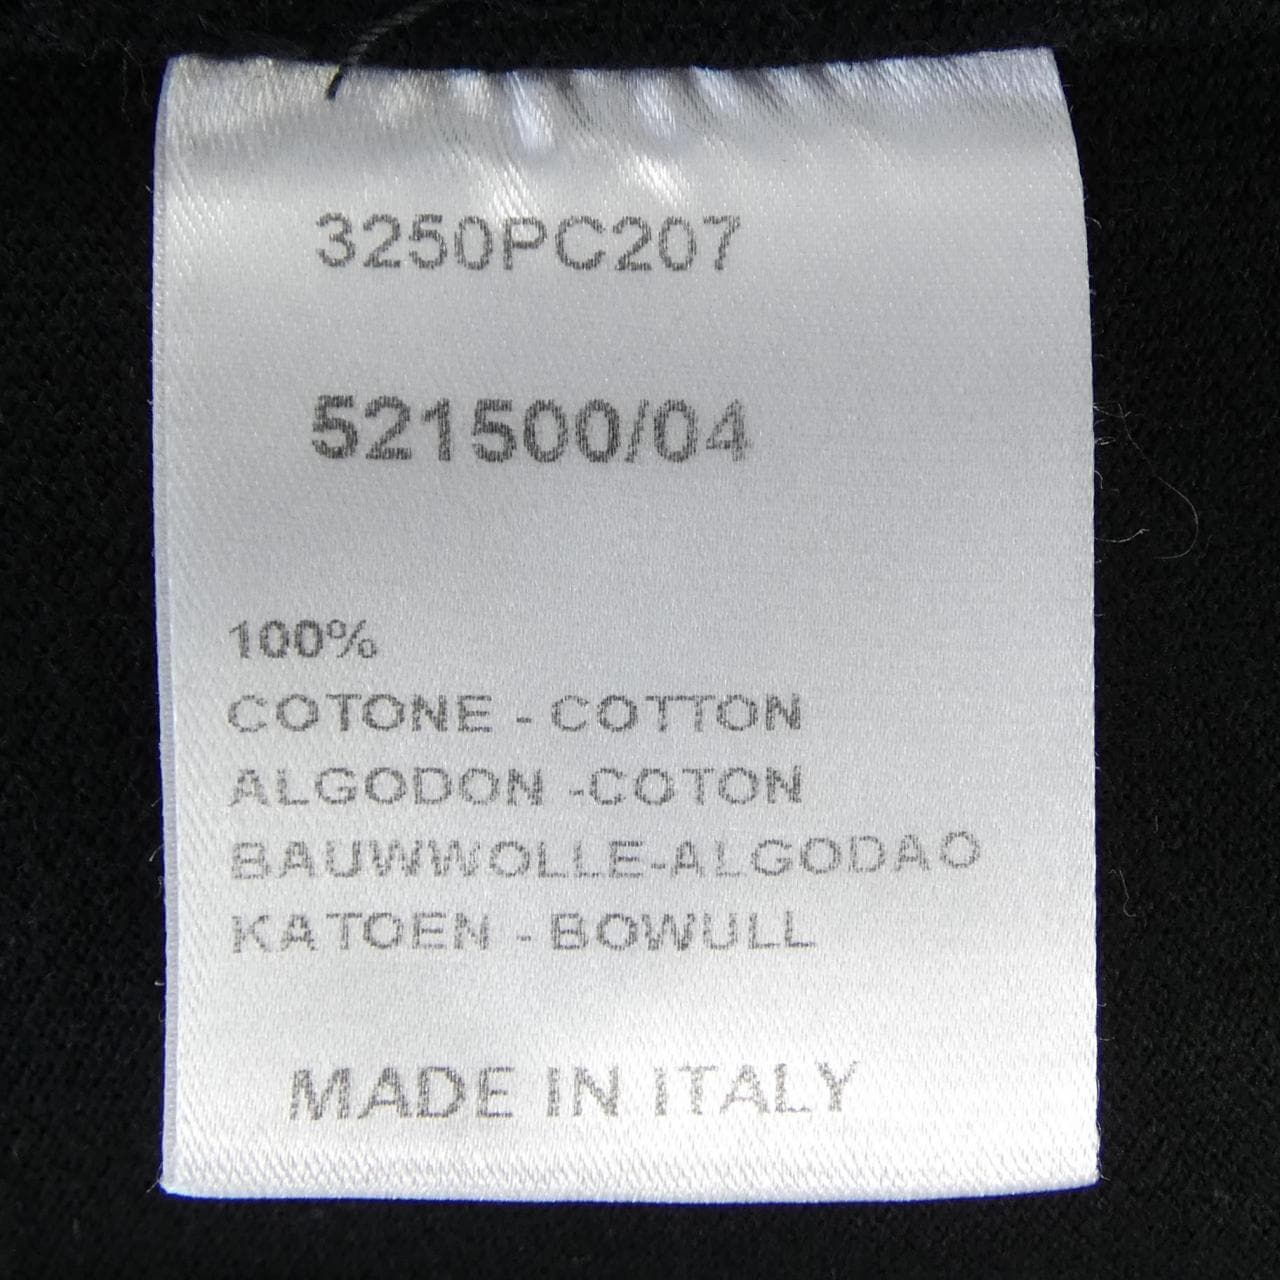 3250PC207
521500/04
100%
COTONE - COTTON
ALGODON -COTON
BAUWWOLLE-ALGODAO
KATOEN - BOWULL
MADE IN ITALY